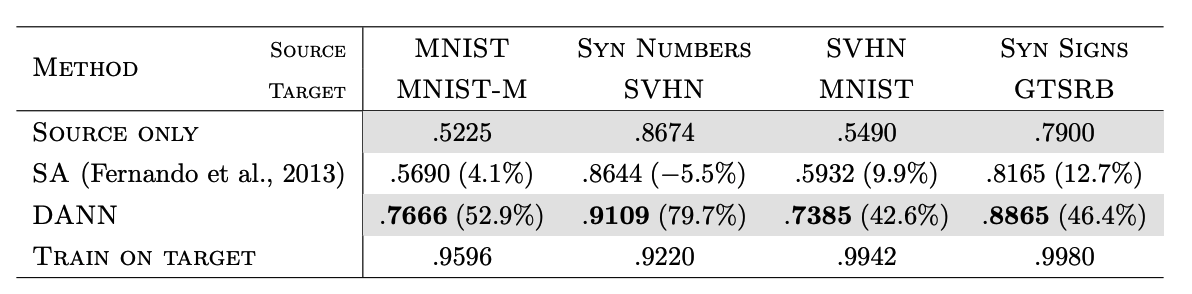 METHOD SOURCE MNIST SYN NUMBERS SVHN SYN SIGNS
TARGET MNIST-M SVHN MNIST GTSRB
SOURCE ONLY .5225 .8674 .5490 .7900
SA (Fernando et al., 2013) .5690 (4.1%) .8644 (−5.5%) .5932 (9.9%) .8165 (12.7%)
DANN .7666 (52.9%) .9109 (79.7%) .7385 (42.6%) .8865 (46.4%)
TRAIN ON TARGET .9596 .9220 .9942 .9980